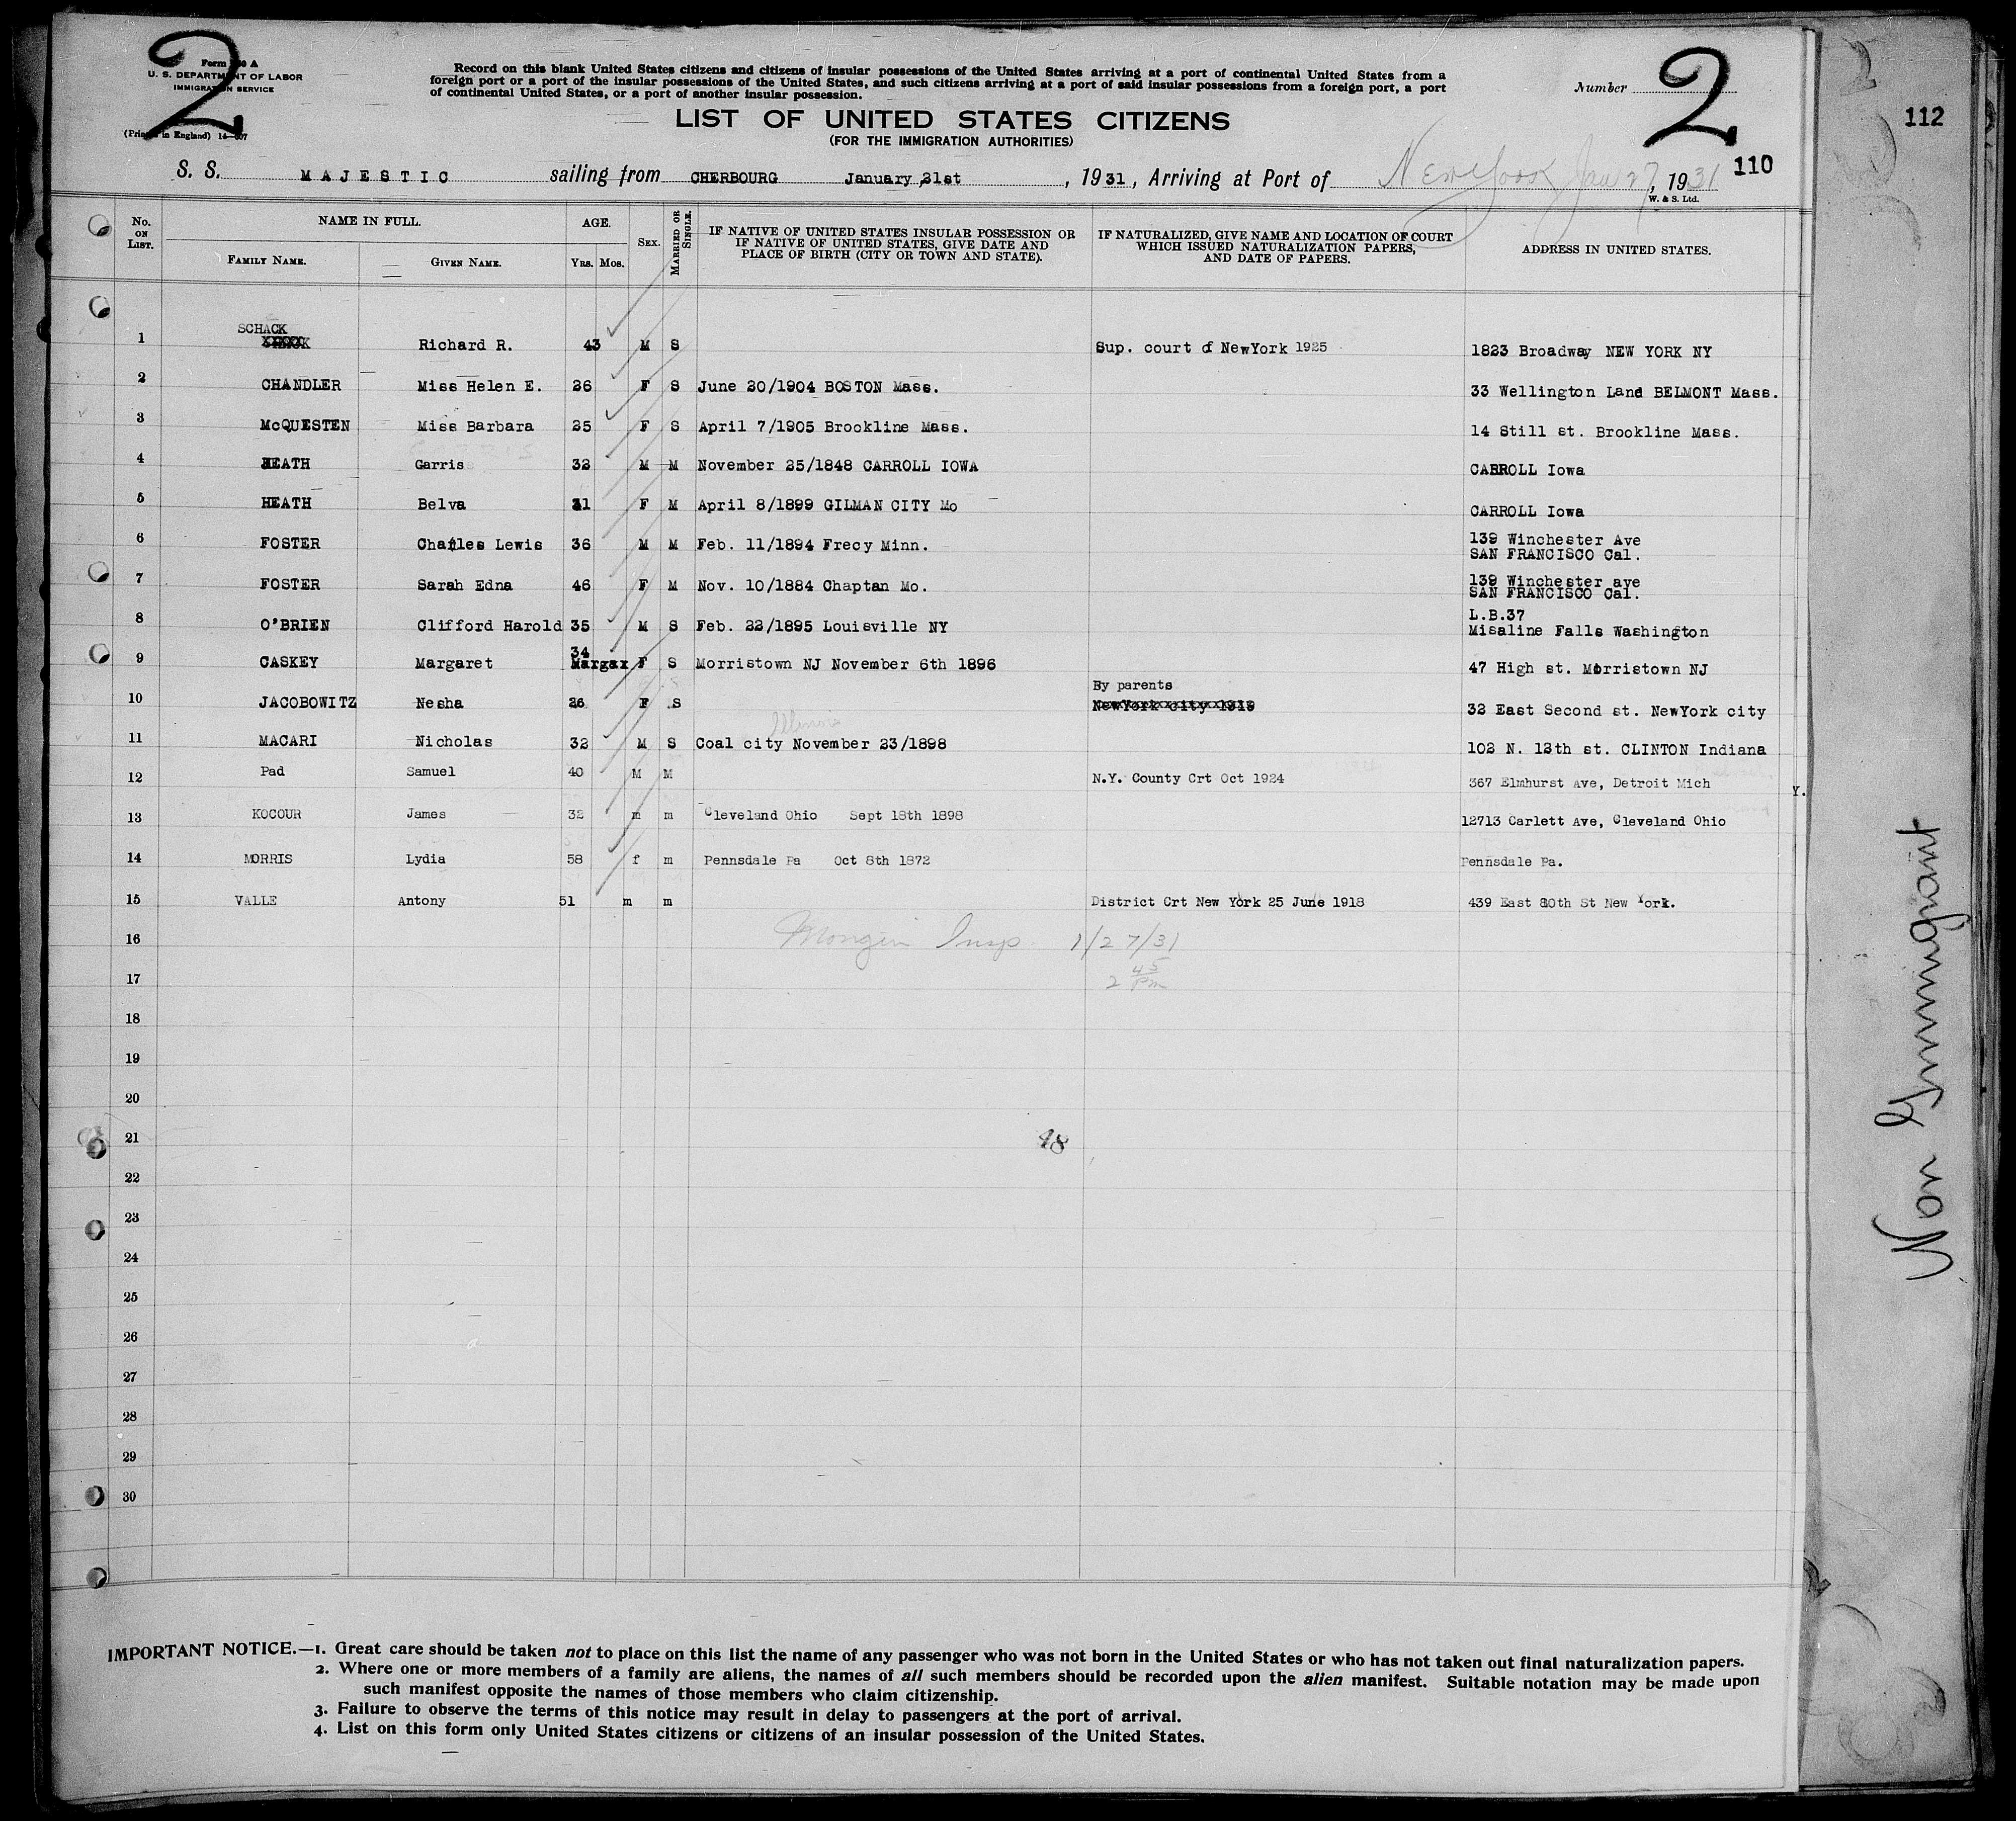 2
Form 630 A
U. S. DEPARTMENT OF LABOR
IMMIGRATION SERVICE
(Printed in England) 14—607
Record on this blank United States citizens and citizens of insular possessions of the United States arriving at a port of continental United States from a
foreign port or a port of the insular possessions of the United States, and such citizens arriving at a port of said insular possessions from a foreign port, a port
of continental United States, or a port of another insular possession.
Number
2
112
LIST OF UNITED STATES CITIZENS
(FOR THE IMMIGRATION AUTHORITIES)
110
S. S. MAJESTIC sailing from CHERBOURG January 21st, 1931, Arriving at Port of New York Jan 27, 1931
W. & S. Ltd.
No. ON LIST. NAME IN FULL. FAMILY NAME. GIVEN NAME. AGE. YRS. MOS. SEX. MARRIED OR SINGLE. IF NATIVE OF UNITED STATES INSULAR POSSESSION OR IF NATIVE OF UNITED STATES, GIVE DATE AND PLACE OF BIRTH (CITY OR TOWN AND STATE). IF NATURALIZED, GIVE NAME AND LOCATION OF COURT WHICH ISSUED NATURALIZATION PAPERS, AND DATE OF PAPERS. ADDRESS IN UNITED STATES.
1 SCHACK Richard R. 43 M S Sup. court of NewYork 1925 1823 Broadway NEW YORK NY
2 CHANDLER Miss Helen E. 26 F S June 20/1904 BOSTON Mass. 33 Wellington Land BELMONT Mass.
3 McQUESTEN Miss Barbara 25 F S April 7/1905 Brookline Mass. 14 Still st. Brookline Mass.
4 HEATH Garris 32 M M November 25/1848 CARROLL IOWA CARROLL Iowa
5 HEATH Belva 31 F M April 8/1899 GILMAN CITY Mo CARROLL Iowa
6 FOSTER Charles Lewis 36 M M Feb. 11/1894 Frecy Minn. 139 Winchester Ave
SAN FRANCISCO Cal.
7 FOSTER Sarah Edna 46 F M Nov. 10/1884 Chaptan Mo. 139 Winchester ave
SAN FRANCISCO Cal.
8 O'BRIEN Clifford Harold 35 M S Feb. 22/1895 Louisville NY L.B.37
Misaline Falls Washington
9 CASKEY Margaret 34 Margax F S Morristown NJ November 6th 1896 47 High st. Morristown NJ
By parents
10 JACOBOWITZ Nesha 26 F S NewYork city 1919 32 East Second st. NewYork city
Illinois
11 MACARI Nicholas 32 M S Coal city November 23/1898 102 N. 12th st. CLINTON Indiana
12 Pad Samuel 40 M M N.Y. County Crt Oct 1924 367 Elmhurst Ave, Detroit Mich
Y.
13 KOCOUR James 32 m m Cleveland Ohio Sept 18th 1898 12713 Carlett Ave, Cleveland Ohio
14 MORRIS Lydia 58 f m Pennsdale Pa Oct 8th 1872 Pennsdale Pa.
15 VALLE Antony 51 m m District Crt New York 25 June 1918 439 East 80th St New York.
16 Insp 1/27/31
17 2 45 Pm
18
19
20
21 48
22
23
24
25
26
27
28
29
30
Non Immigrant
IMPORTANT NOTICE.—1. Great care should be taken not to place on this list the name of any passenger who was not born in the United States or who has not taken out final naturalization papers.
2. Where one or more members of a family are aliens, the names of all such members should be recorded upon the alien manifest. Suitable notation may be made upon
such manifest opposite the names of those members who claim citizenship.
3. Failure to observe the terms of this notice may result in delay to passengers at the port of arrival.
4. List on this form only United States citizens or citizens of an insular possession of the United States.